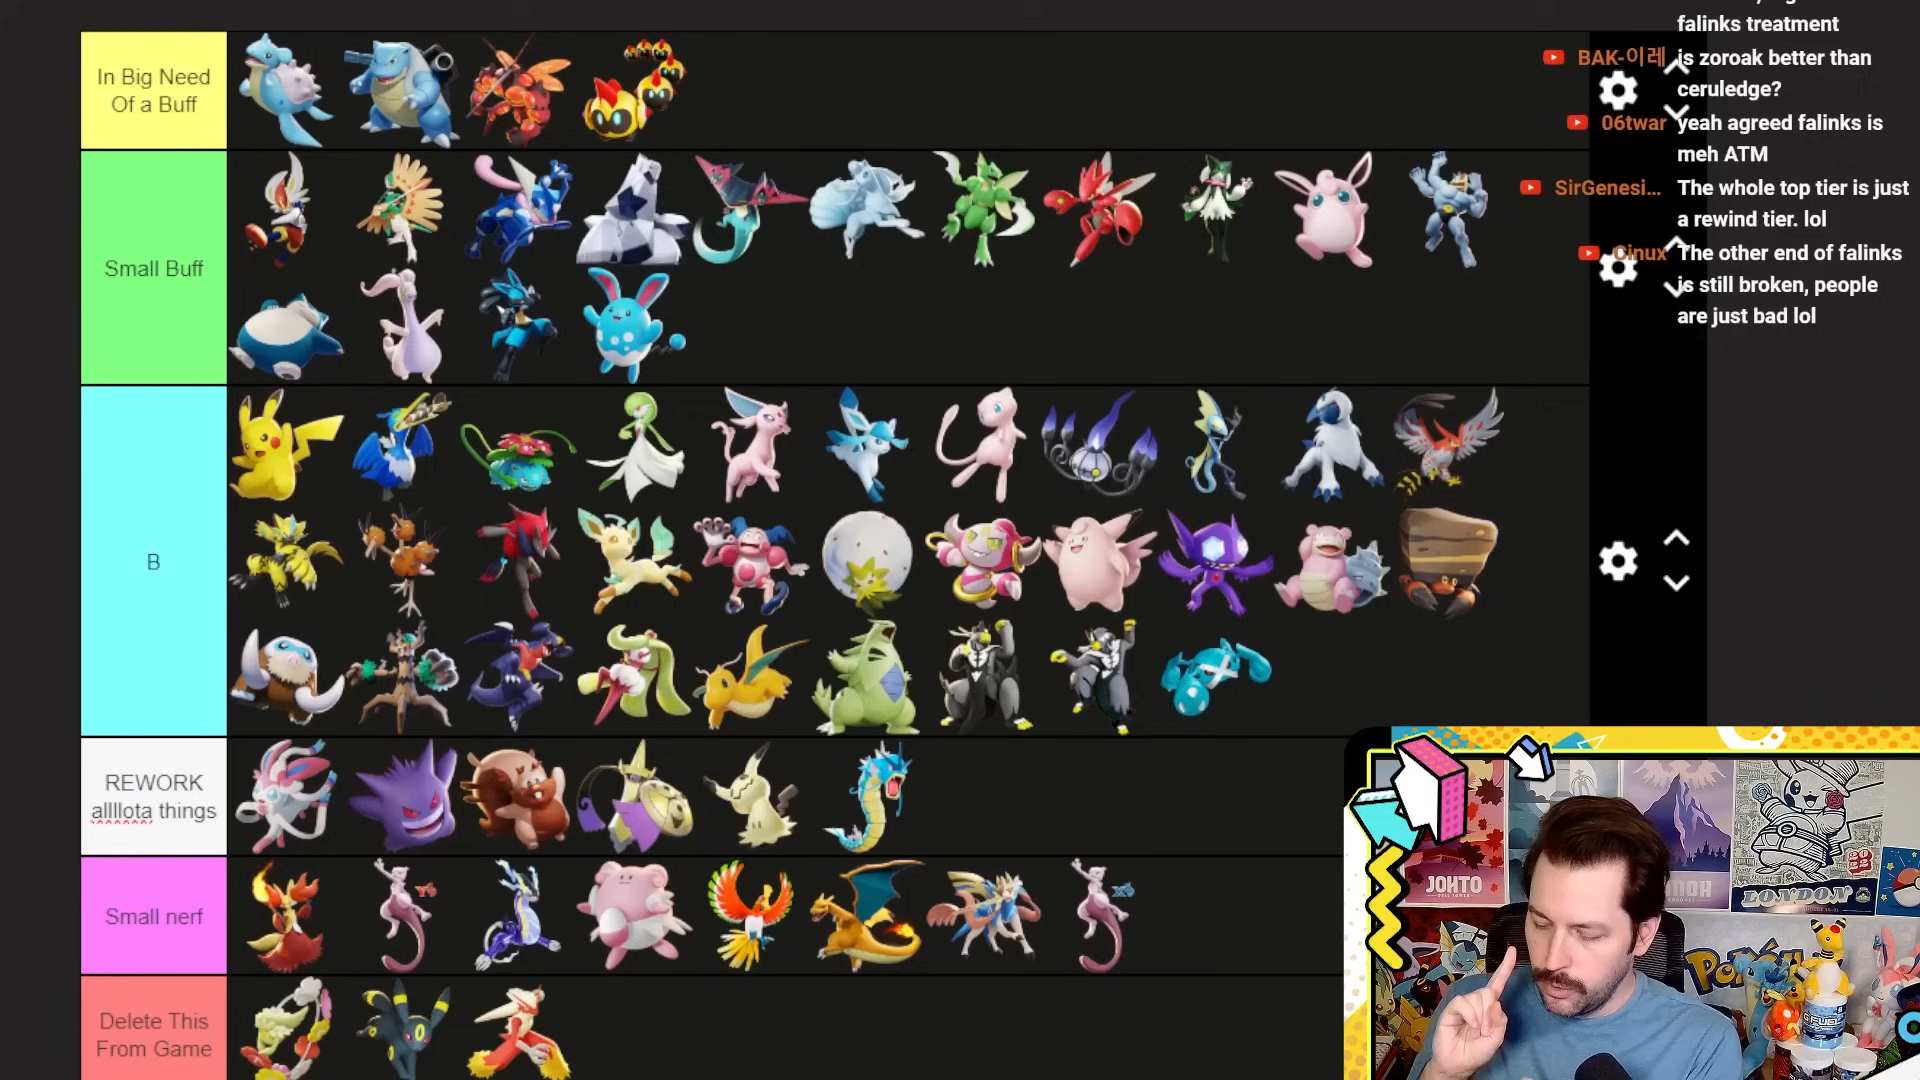 falinks treatment
In Big Need
Of a Buff
BAK-이레 is zoroak better than
ceruledge?
06twar yeah agreed falinks is
meh ATM
SirGenesi... The whole top tier is just
a rewind tier. lol
Small Buff
Cinux The other end of falinks
is still broken, people
are just bad lol
B
REWORK
allllota things
Small nerf
Delete This
From Game
JOHTO
LONDON
2022